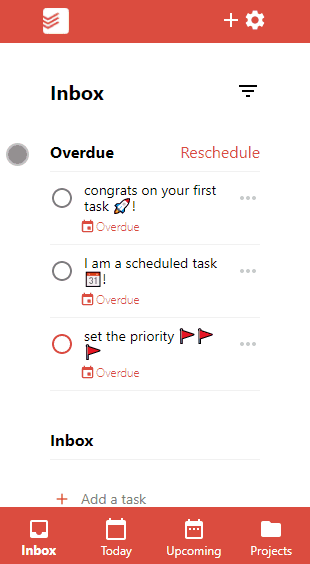 Inbox
Overdue Reschedule
congrats on your first
task 🚀!
Overdue
I am a scheduled task
📅!
Overdue
set the priority 🚩🚩
🚩
Overdue
Inbox
+ Add a task
Inbox Today Upcoming Projects